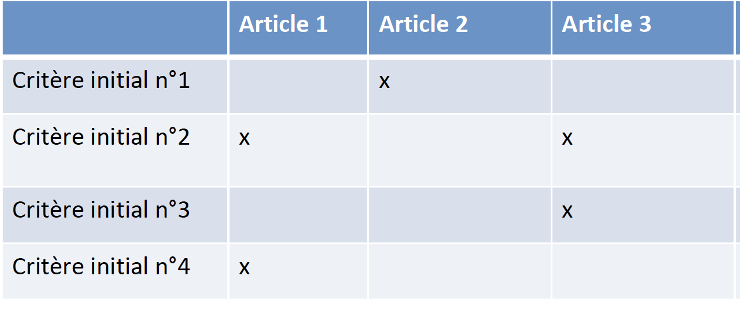 Article 1 Article 2 Article 3
Critère initial n°1 x
Critère initial n°2 x x
Critère initial n°3 x
Critère initial n°4 x